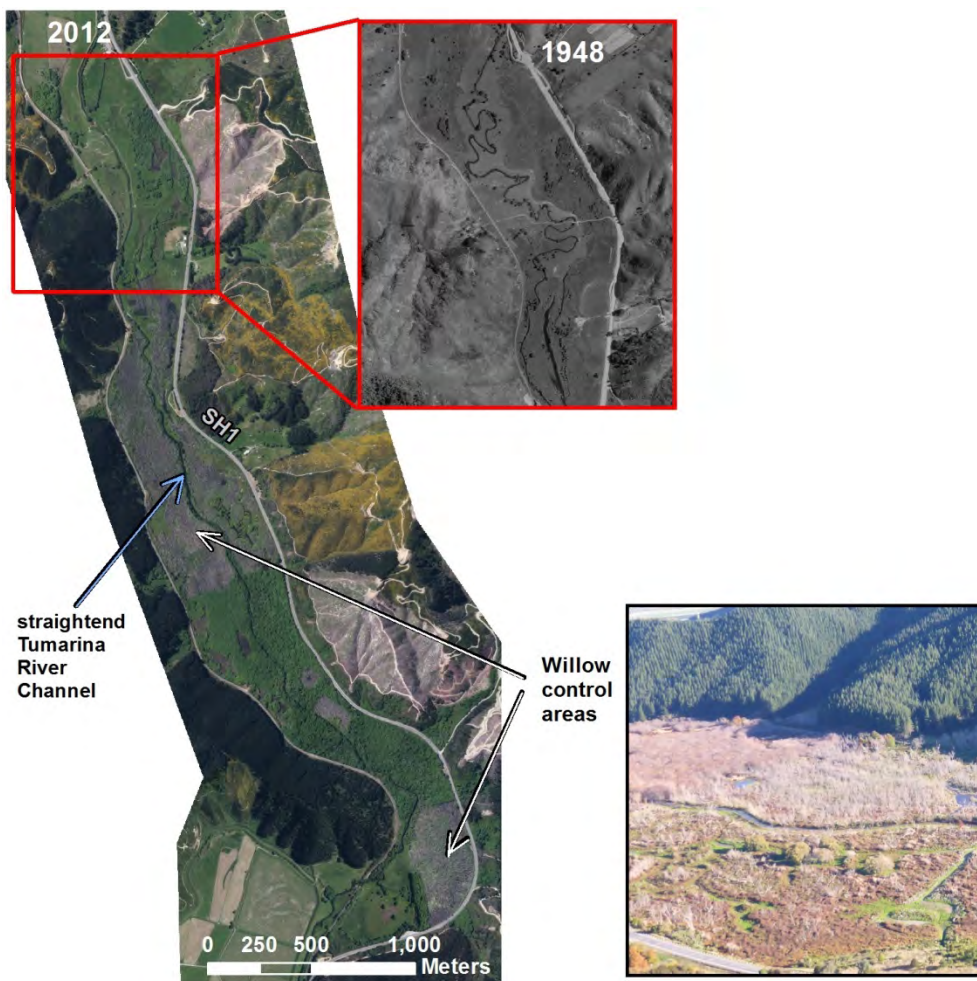 2012
1948
SH1
straightend
Tumarina
River
Channel
Willow
control
areas
0 250 500 1,000
Meters